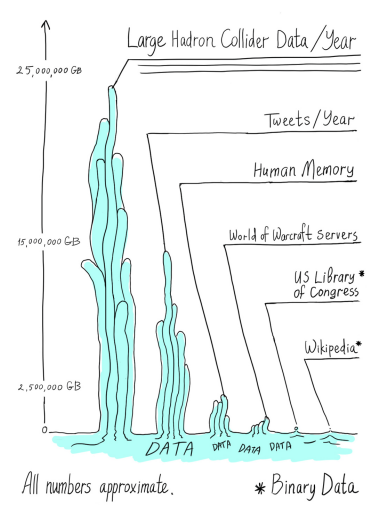 Large Hadron Collider Data/Year
25,000,000 GB
Tweets/Year
Human Memory
World of Warcraft Servers
15,000,000 GB
US Library *
of Congress
Wikipedia*
2,500,000 GB
0
DATA
DATA
DATA
DATA
All numbers approximate.
* Binary Data